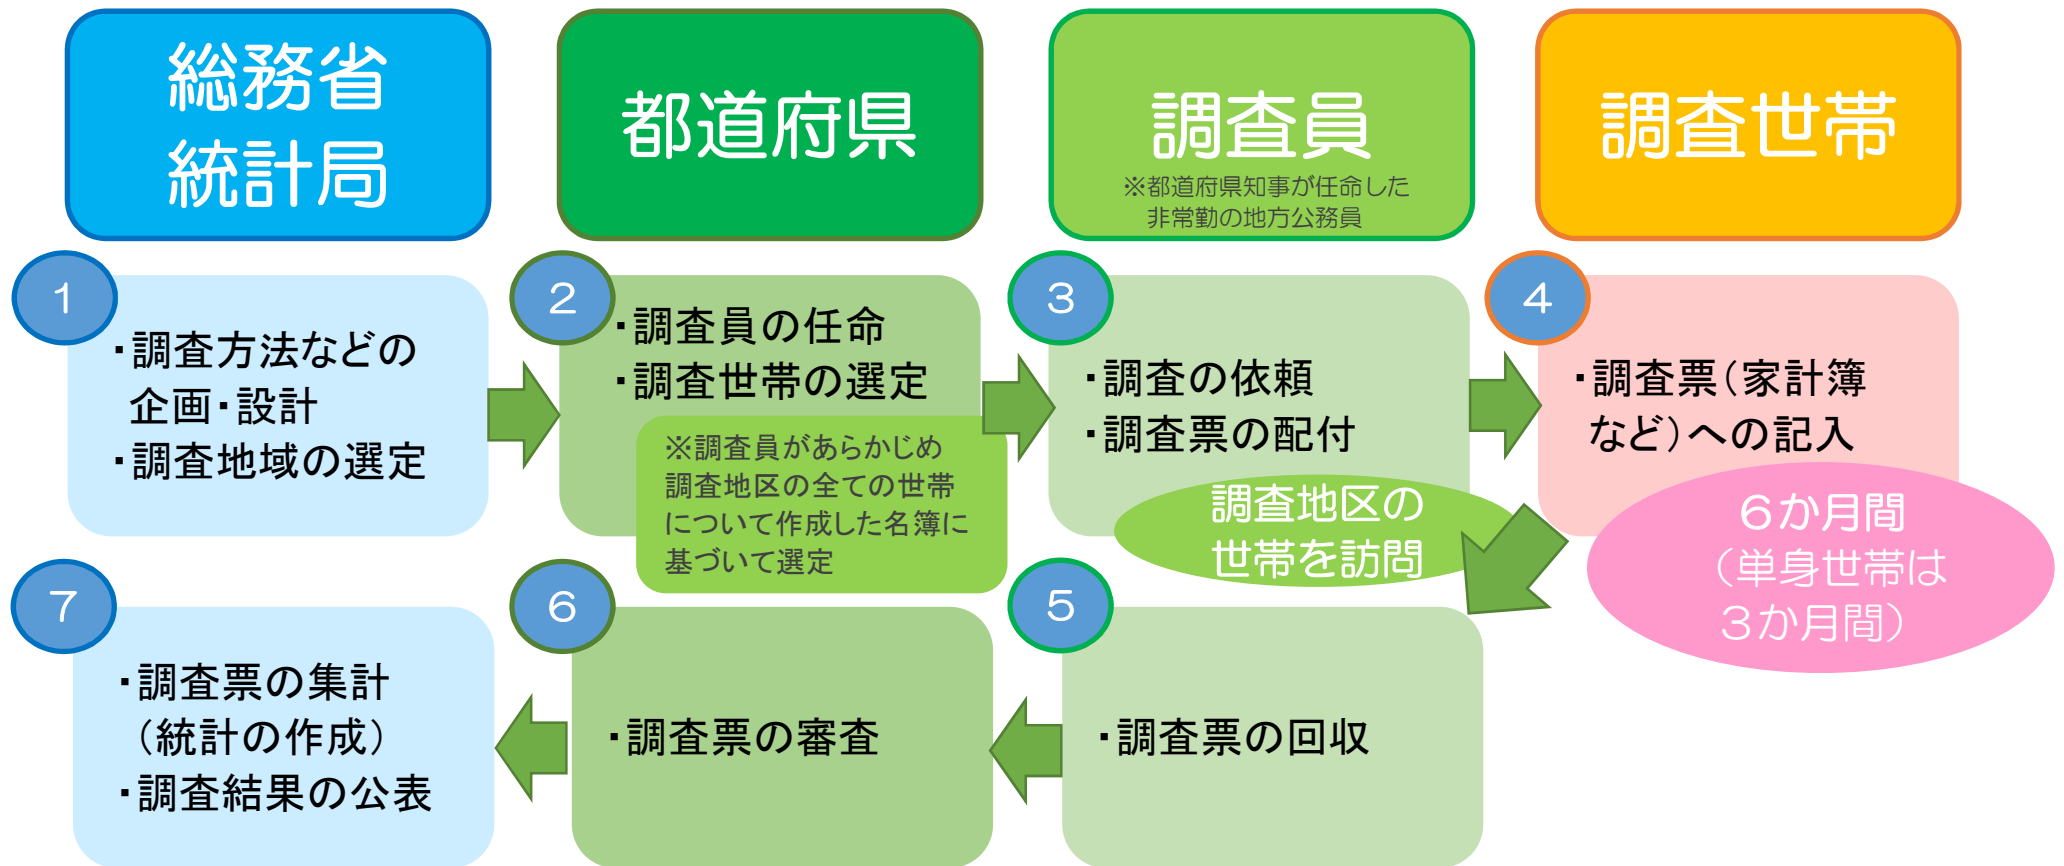 総務省
統計局
都道府県
調査員
※都道府県知事が任命した
非常勤の地方公務員
調査世帯
1
・調査方法などの
企画・設計
・調査地域の選定
2
・調査員の任命
・調査世帯の選定
※調査員があらかじめ
調査地区の全ての世帯
について作成した名簿に
基づいて選定
3
・調査の依頼
・調査票の配付
調査地区の
世帯を訪問
4
・調査票(家計簿
など)への記入
6か月間
(単身世帯は
3か月間)
5
・調査票の回収
6
・調査票の審査
7
・調査票の集計
(統計の作成)
・調査結果の公表